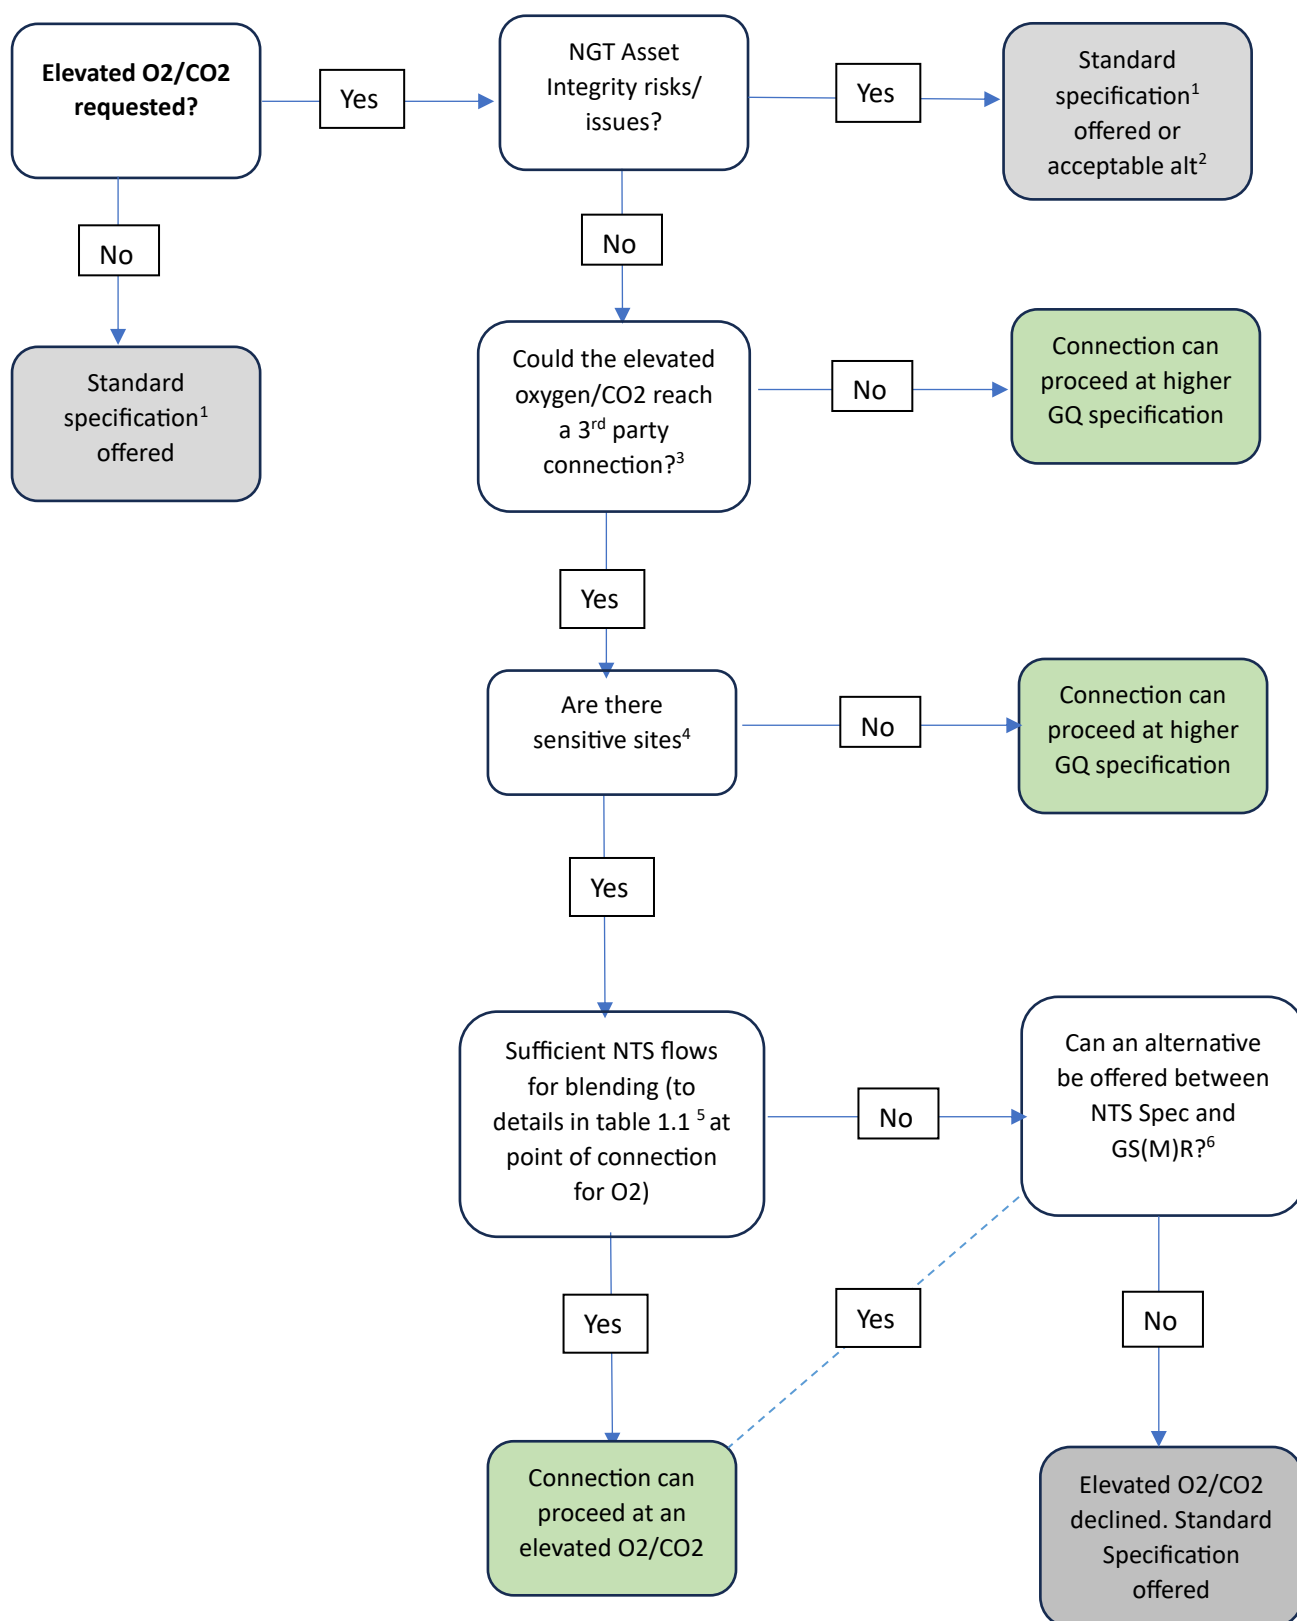 Elevated O2/CO2
requested?
Yes
NGT Asset
Integrity risks/
issues?
Yes
Standard
specification1
offered or
acceptable alt2
No
No
Standard
specification1
offered
Could the elevated
oxygen/CO2 reach
a 3rd party
connection?3
No
Connection can
proceed at higher
GQ specification
Yes
Are there
sensitive sites4
No
Connection can
proceed at higher
GQ specification
Yes
Sufficient NTS flows
for blending (to
details in table 1.1 5 at
point of connection
for O2)
No
Can an alternative
be offered between
NTS Spec and
GS(M)R?6
Yes
Yes
No
Connection can
proceed at an
elevated O2/CO2
Elevated O2/CO2
declined. Standard
Specification
offered